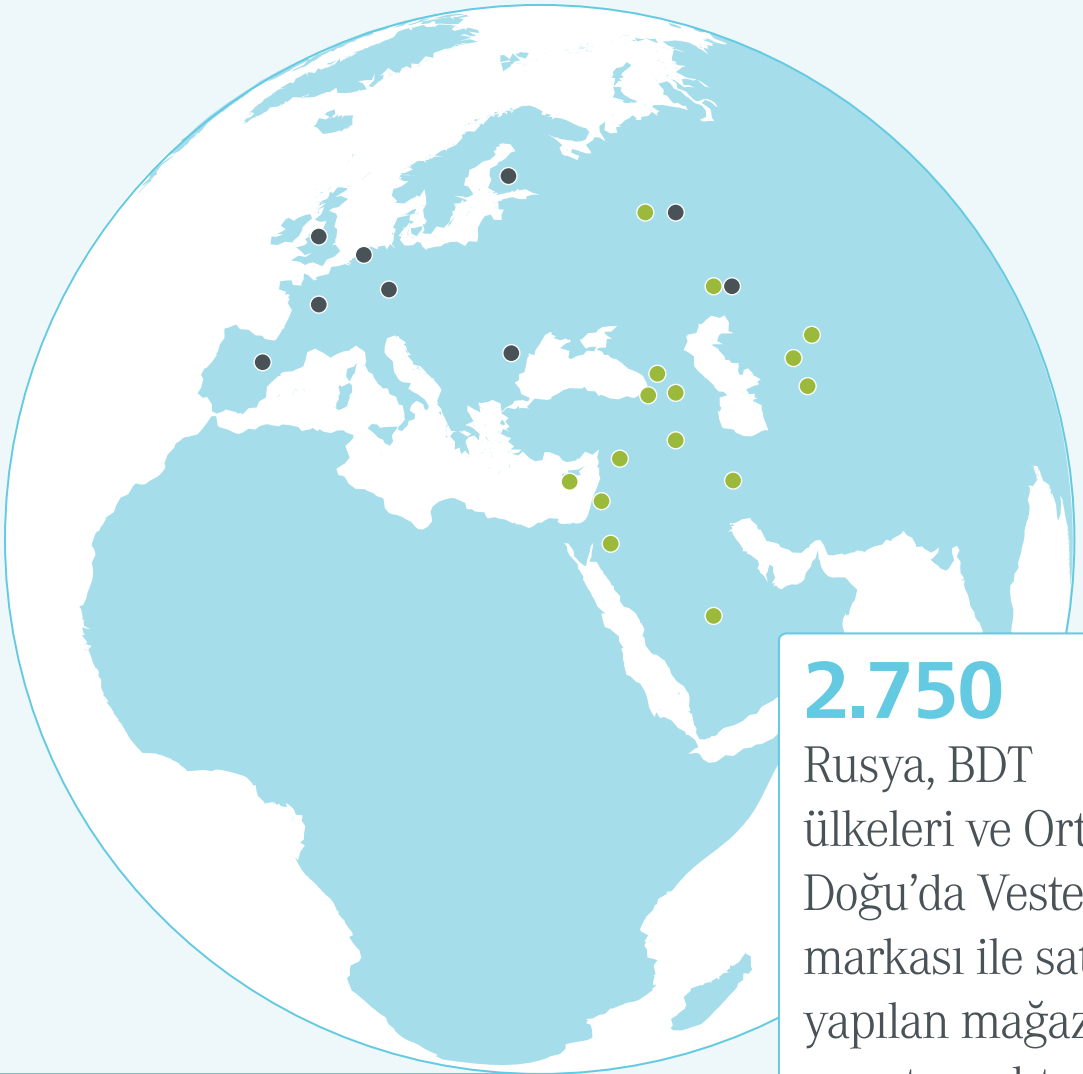 2.750
Rusya, BDT
ülkeleri ve Ort
Doğu’da Veste
markası ile sat
yapılan mağaz